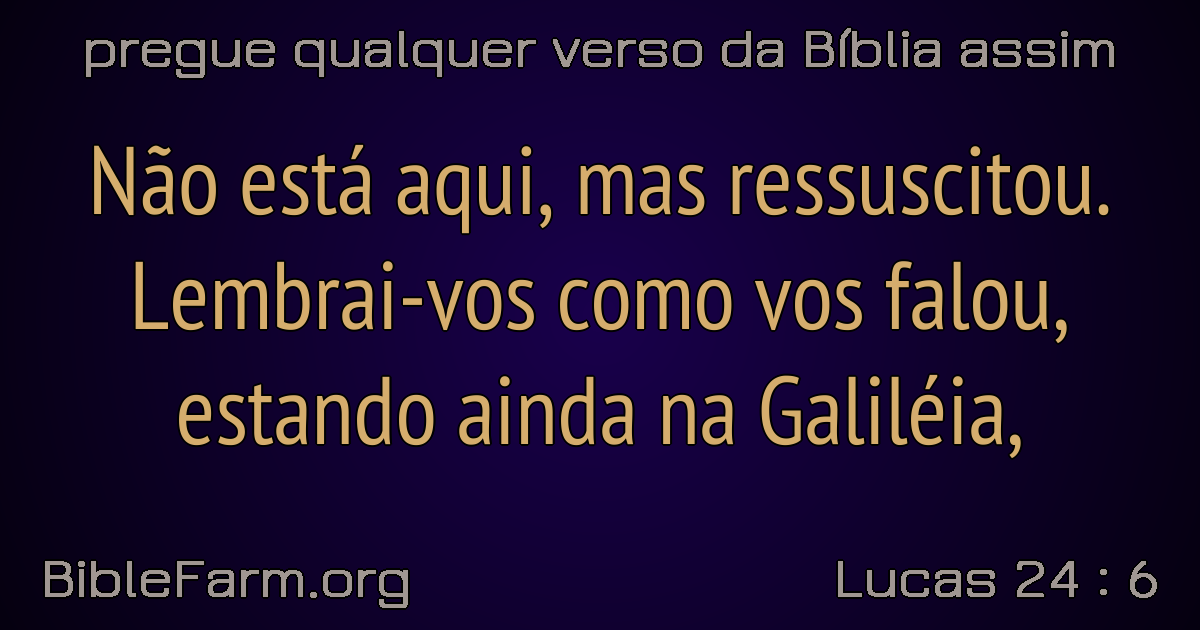 pregue qualquer verso da Bíblia assim
Não está aqui, mas ressuscitou.
Lembrai-vos como vos falou,
estando ainda na Galiléia,
BibleFarm.org
Lucas 24 : 6